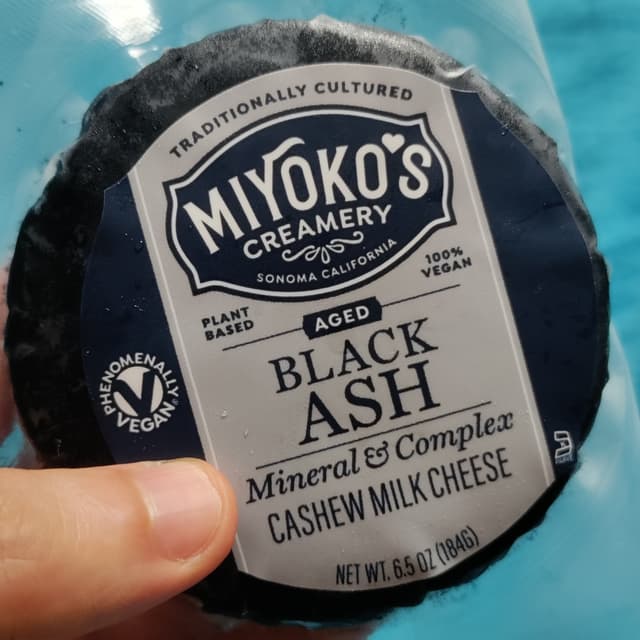 TRADITIONALLY CULTURED
MIYOKO'S
CREAMERY
SONOMA CALIFORNIA
PLANT
BASED
100%
VEGAN
AGED
BLACK
ASH
PHENOMENALLY
V
VEGAN
Mineral & Complex
CASHEW MILK CHEESE
NET WT. 6.5 OZ (184G)